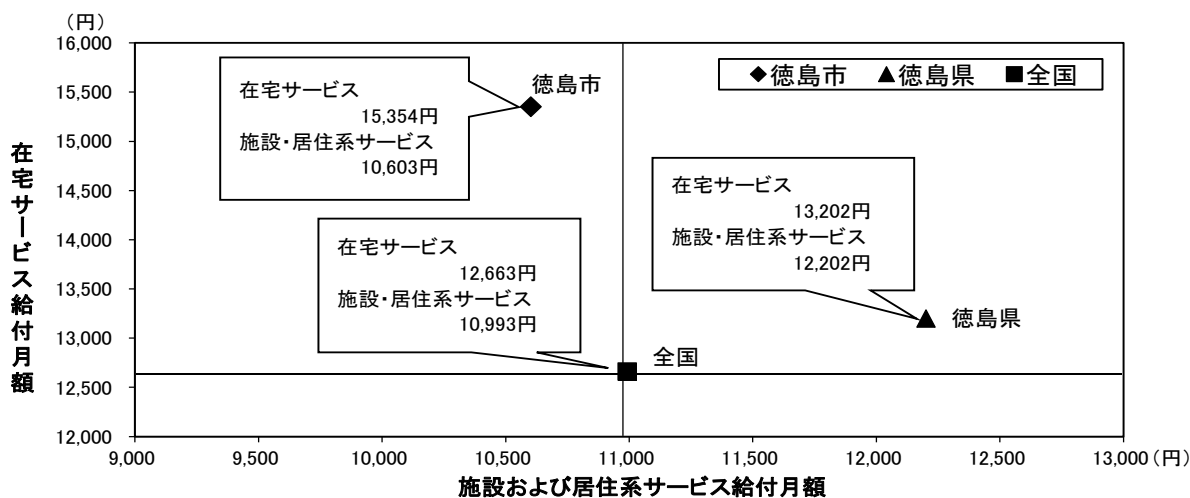 （円）
16,000
15,500
15,000
14,500
14,000
13,500
13,000
12,500
12,000
在宅サービス給付月額
◆徳島市 ▲徳島県 ■全国
徳島市
在宅サービス
15,354円
施設・居住系サービス
10,603円
在宅サービス
13,202円
施設・居住系サービス
12,202円
徳島県
在宅サービス
12,663円
施設・居住系サービス
10,993円
全国
9,000 9,500 10,000 10,500 11,000 11,500 12,000 12,500 13,000（円）
施設および居住系サービス給付月額